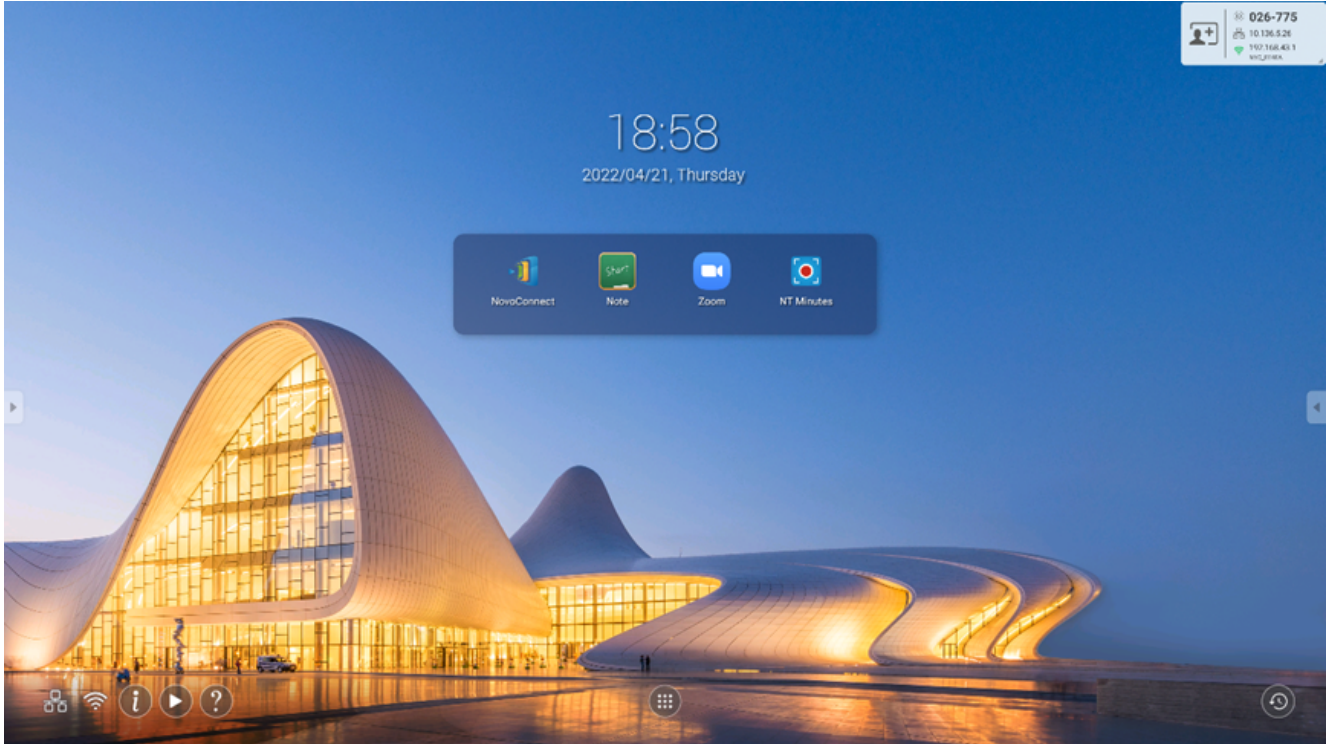 026-775
10.136.5.26
192.168.43.1
18:58
2022/04/21, Thursday
Start
NovoConnect
Note
Zoom
NT Minutes
i
?